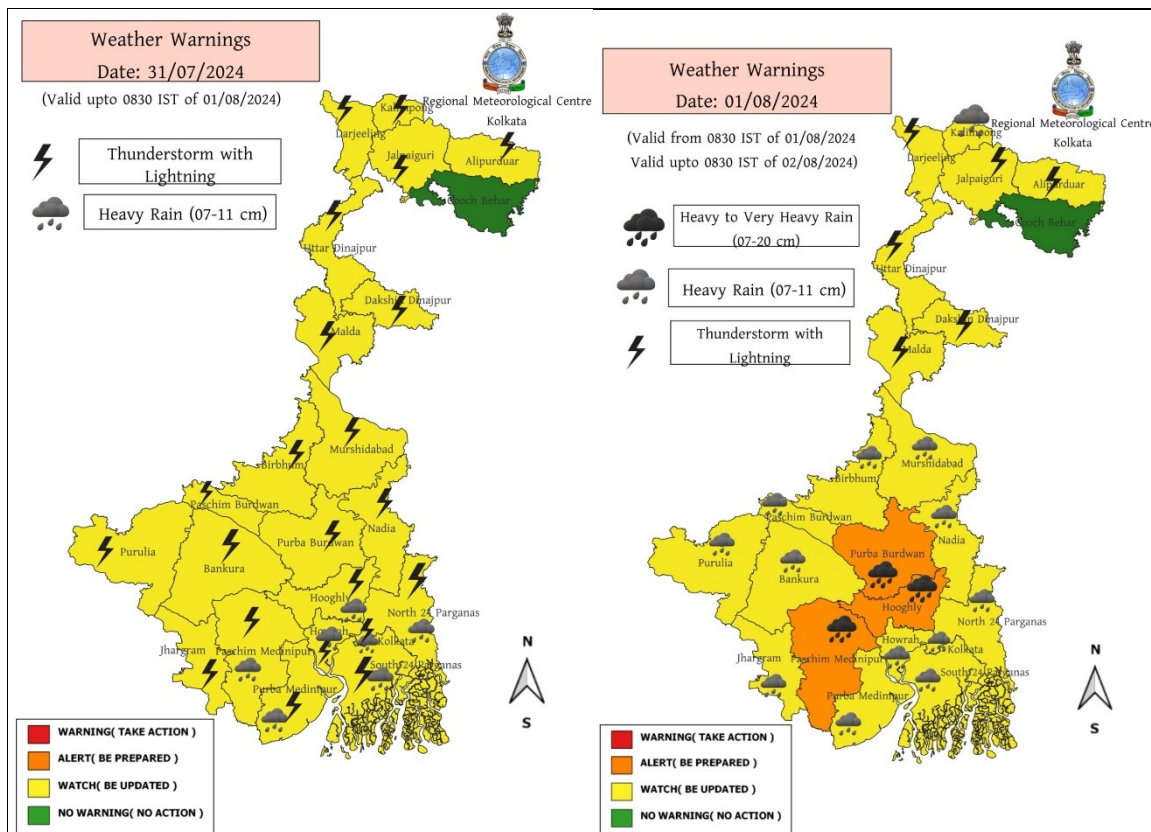 Weather Warnings
Date: 31/07/2024
(Valid upto 0830 IST of 01/08/2024)
Regional Meteorological Centre
Kolkata
Thunderstorm with
Lightning
Heavy Rain (07-11 cm)
Kalimpong
Darjeeling
Jalpaiguri
Alipurduar
Cooch Behar
Uttar Dinajpur
Dakshin Dinajpur
Malda
Murshidabad
Birbhum
Paschim Burdwan
Nadia
Purba Burdwan
Purulia
Bankura
Hooghly
North 24 Parganas
Howrah
Kolkata
Jhargram
Paschim Medinipur
South 24 Parganas
Purba Medinipur
N
S
WARNING( TAKE ACTION )
ALERT( BE PREPARED )
WATCH( BE UPDATED )
NO WARNING( NO ACTION )
Weather Warnings
Date: 01/08/2024
(Valid from 0830 IST of 01/08/2024
Valid upto 0830 IST of 02/08/2024)
Regional Meteorological Centre
Kolkata
Heavy to Very Heavy Rain
(07-20 cm)
Heavy Rain (07-11 cm)
Thunderstorm with
Lightning
Kalimpong
Darjeeling
Jalpaiguri
Alipurduar
Cooch Behar
Uttar Dinajpur
Dakshin Dinajpur
Malda
Murshidabad
Birbhum
Paschim Burdwan
Nadia
Purba Burdwan
Purulia
Bankura
Hooghly
North 24 Parganas
Howrah
Kolkata
Jhargram
Paschim Medinipur
South 24 Parganas
Purba Medinipur
N
S
WARNING( TAKE ACTION )
ALERT( BE PREPARED )
WATCH( BE UPDATED )
NO WARNING( NO ACTION )